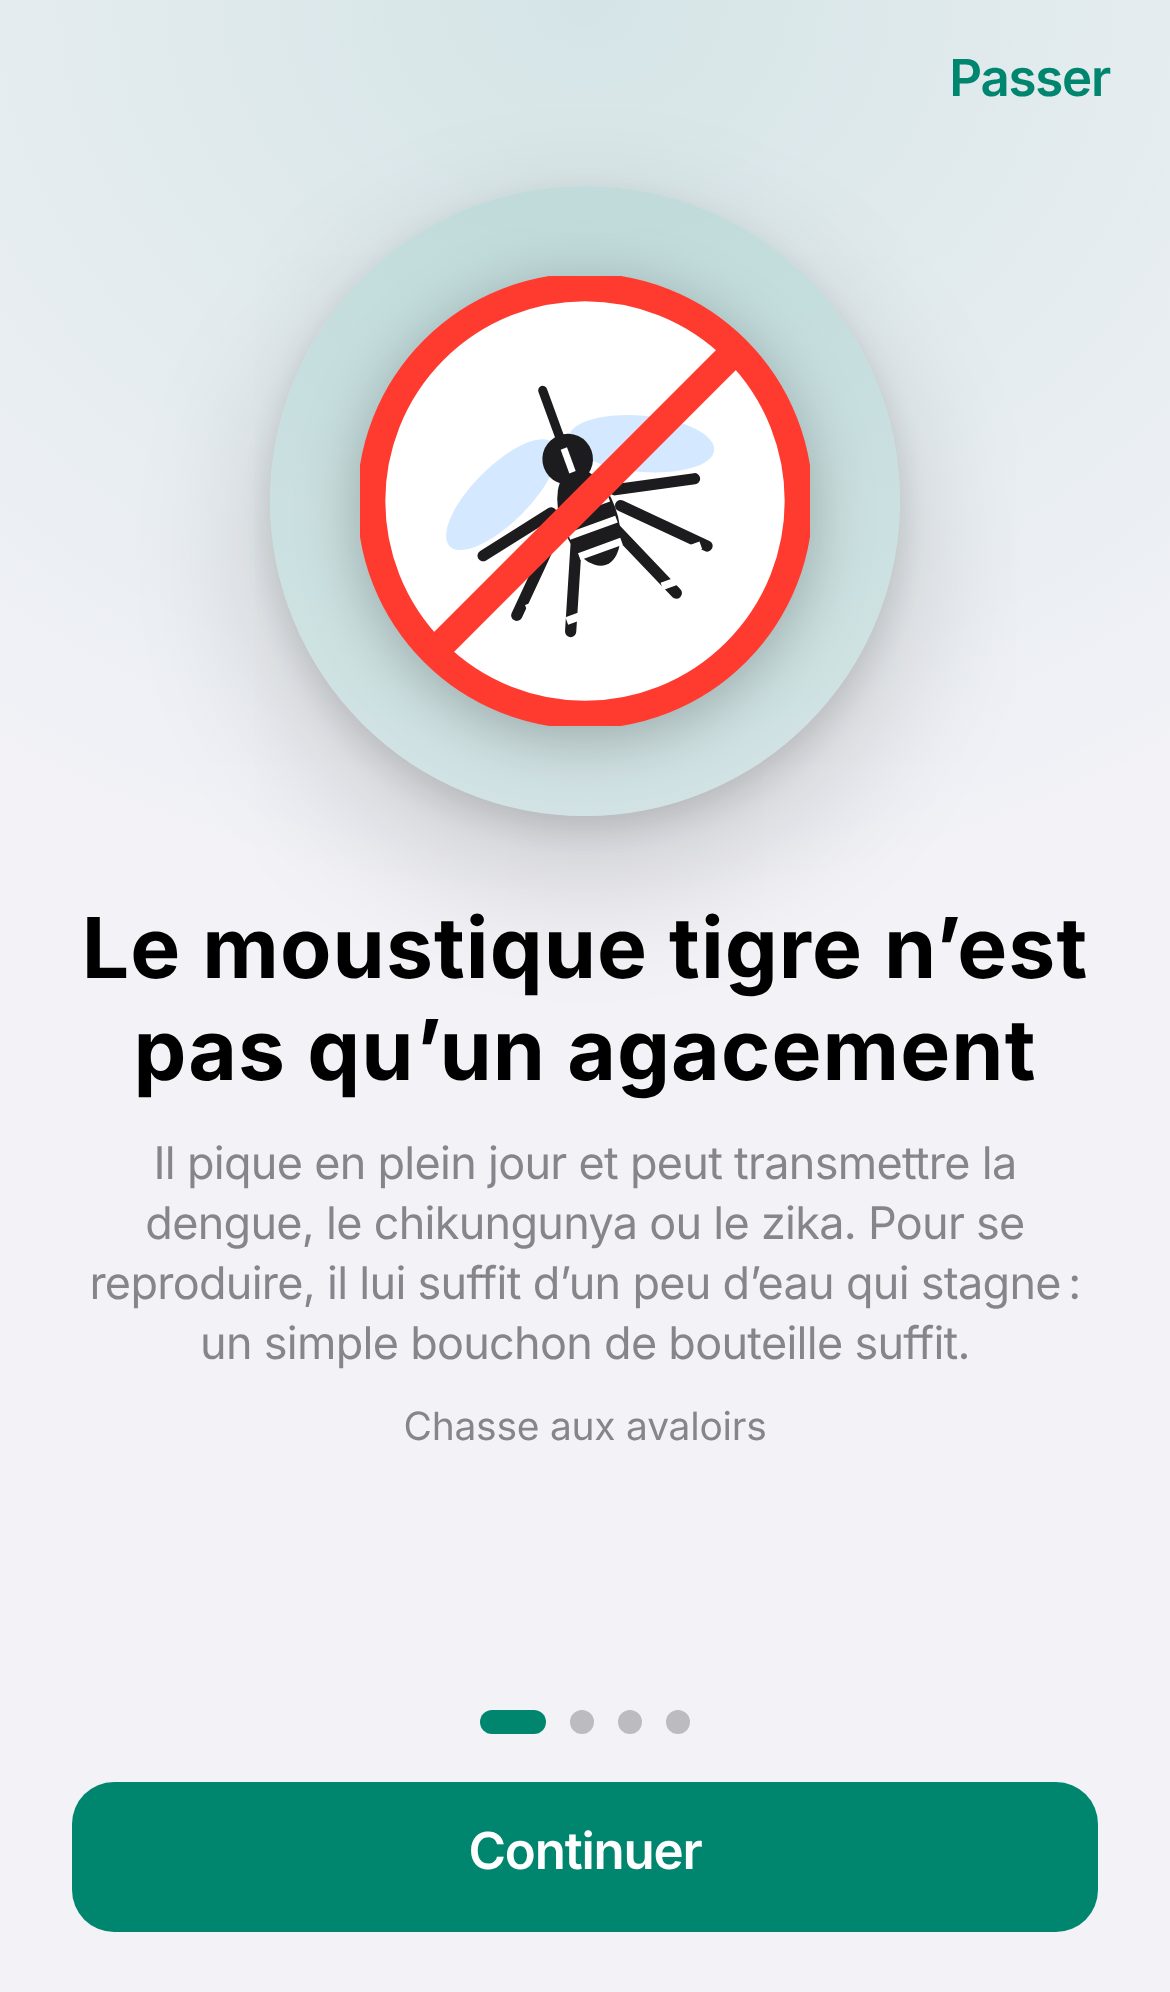 Passer
Le moustique tigre n’est
pas qu’un agacement
Il pique en plein jour et peut transmettre la
dengue, le chikungunya ou le zika. Pour se
reproduire, il lui suffit d’un peu d’eau qui stagne :
un simple bouchon de bouteille suffit.
Chasse aux avaloirs
Continuer